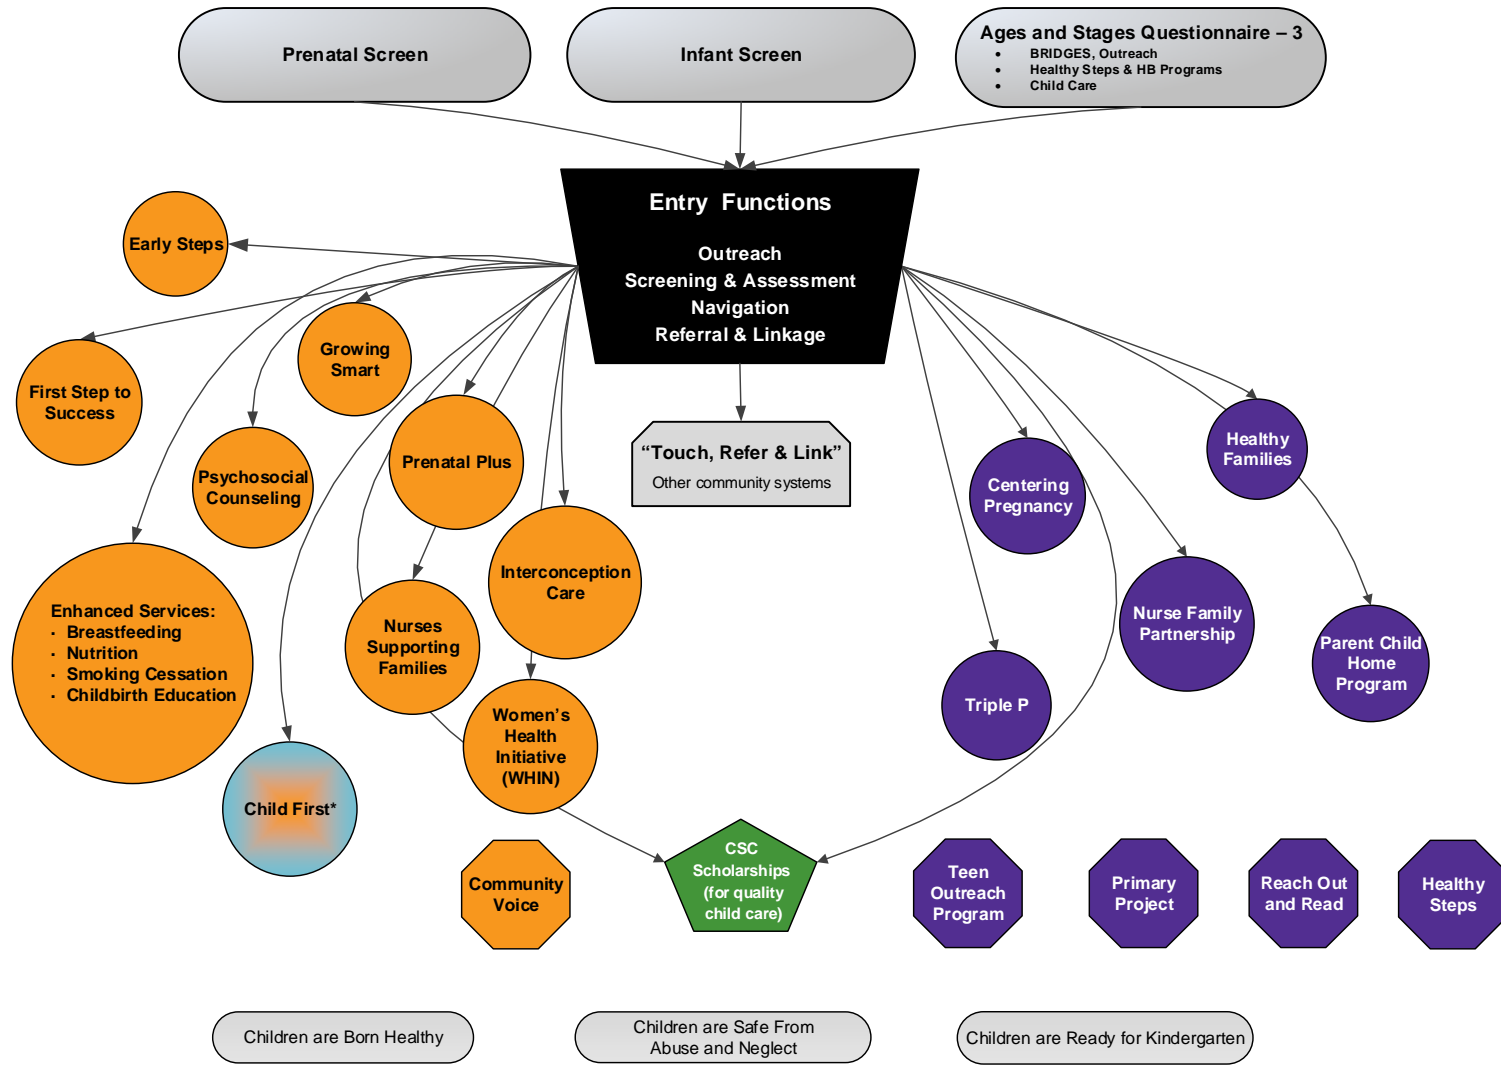 Prenatal Screen
Infant Screen
Ages and Stages Questionnaire – 3
• BRIDGES, Outreach
• Healthy Steps & HB Programs
• Child Care
Entry Functions
Outreach
Screening & Assessment
Navigation
Referral & Linkage
Early Steps
First Step to
Success
Growing
Smart
Psychosocial
Counseling
Prenatal Plus
“Touch, Refer & Link”
Other community systems
Centering
Pregnancy
Healthy
Families
Enhanced Services:
· Breastfeeding
· Nutrition
· Smoking Cessation
· Childbirth Education
Interconception
Care
Nurses
Supporting
Families
Nurse Family
Partnership
Parent Child
Home
Program
Triple P
Women’s
Health
Initiative
(WHIN)
Child First*
Community
Voice
CSC
Scholarships
(for quality
child care)
Teen
Outreach
Program
Primary
Project
Reach Out
and Read
Healthy
Steps
Children are Born Healthy
Children are Safe From
Abuse and Neglect
Children are Ready for Kindergarten